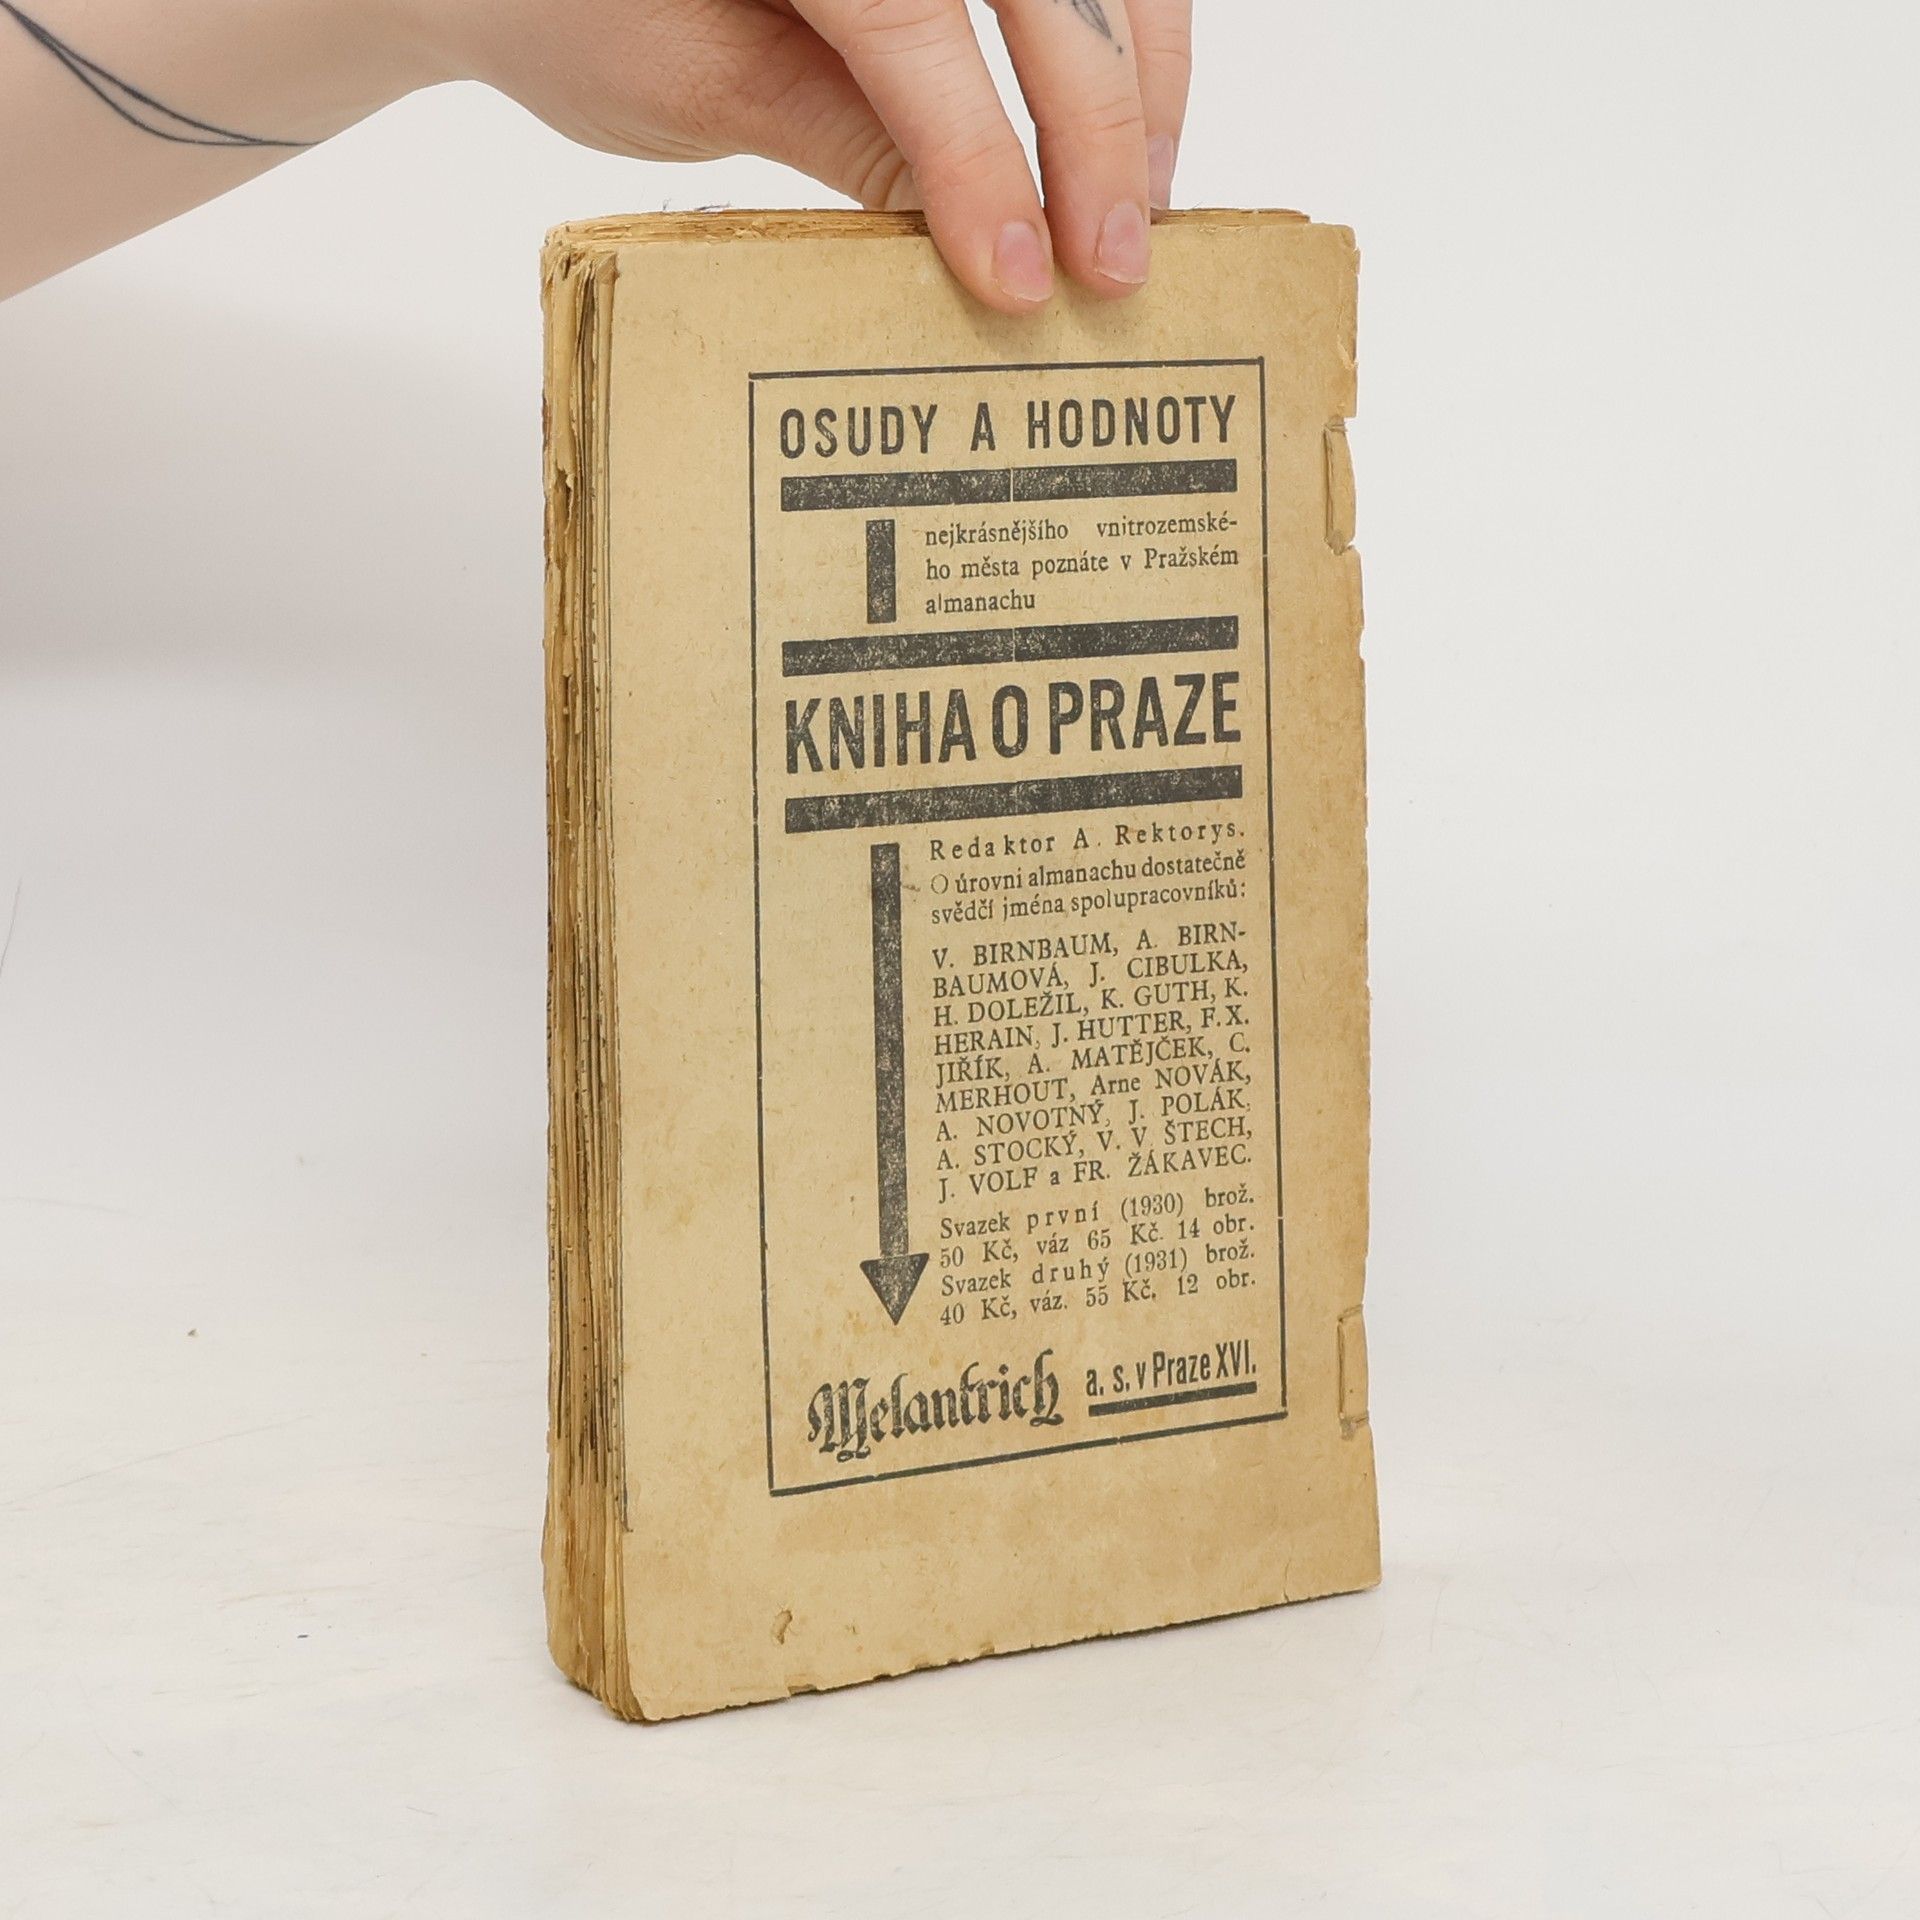 OSUDY A HODNOTY
nejkrásnějšího vnitrozemské-
ho města poznáte v Pražském
almanachu
KNIHA O PRAZE
Redaktor A. Rektorys.
O úrovni almanachu dostatečně
svědčí jména spolupracovníků:
V. BIRNBAUM, A. BIRN-
BAUMOVÁ, J. CIBULKA,
H. DOLEŽIL, K. GUTH, K.
HERAIN, J. HUTTER, F. X.
JIŘÍK, A. MATĚJČEK, C.
MERHOUT, Arne NOVÁK,
A. NOVOTNÝ, J. POLÁK,
A. STOCKÝ, V. V. ŠTECH,
J. VOLF a FR. ŽÁKAVEC.
Svazek první (1930) brož.
50 Kč, váz 65 Kč. 14 obr.
Svazek druhý (1931) brož.
40 Kč, váz. 55 Kč. 12 obr.
Melantrich a. s. v Praze XVI.